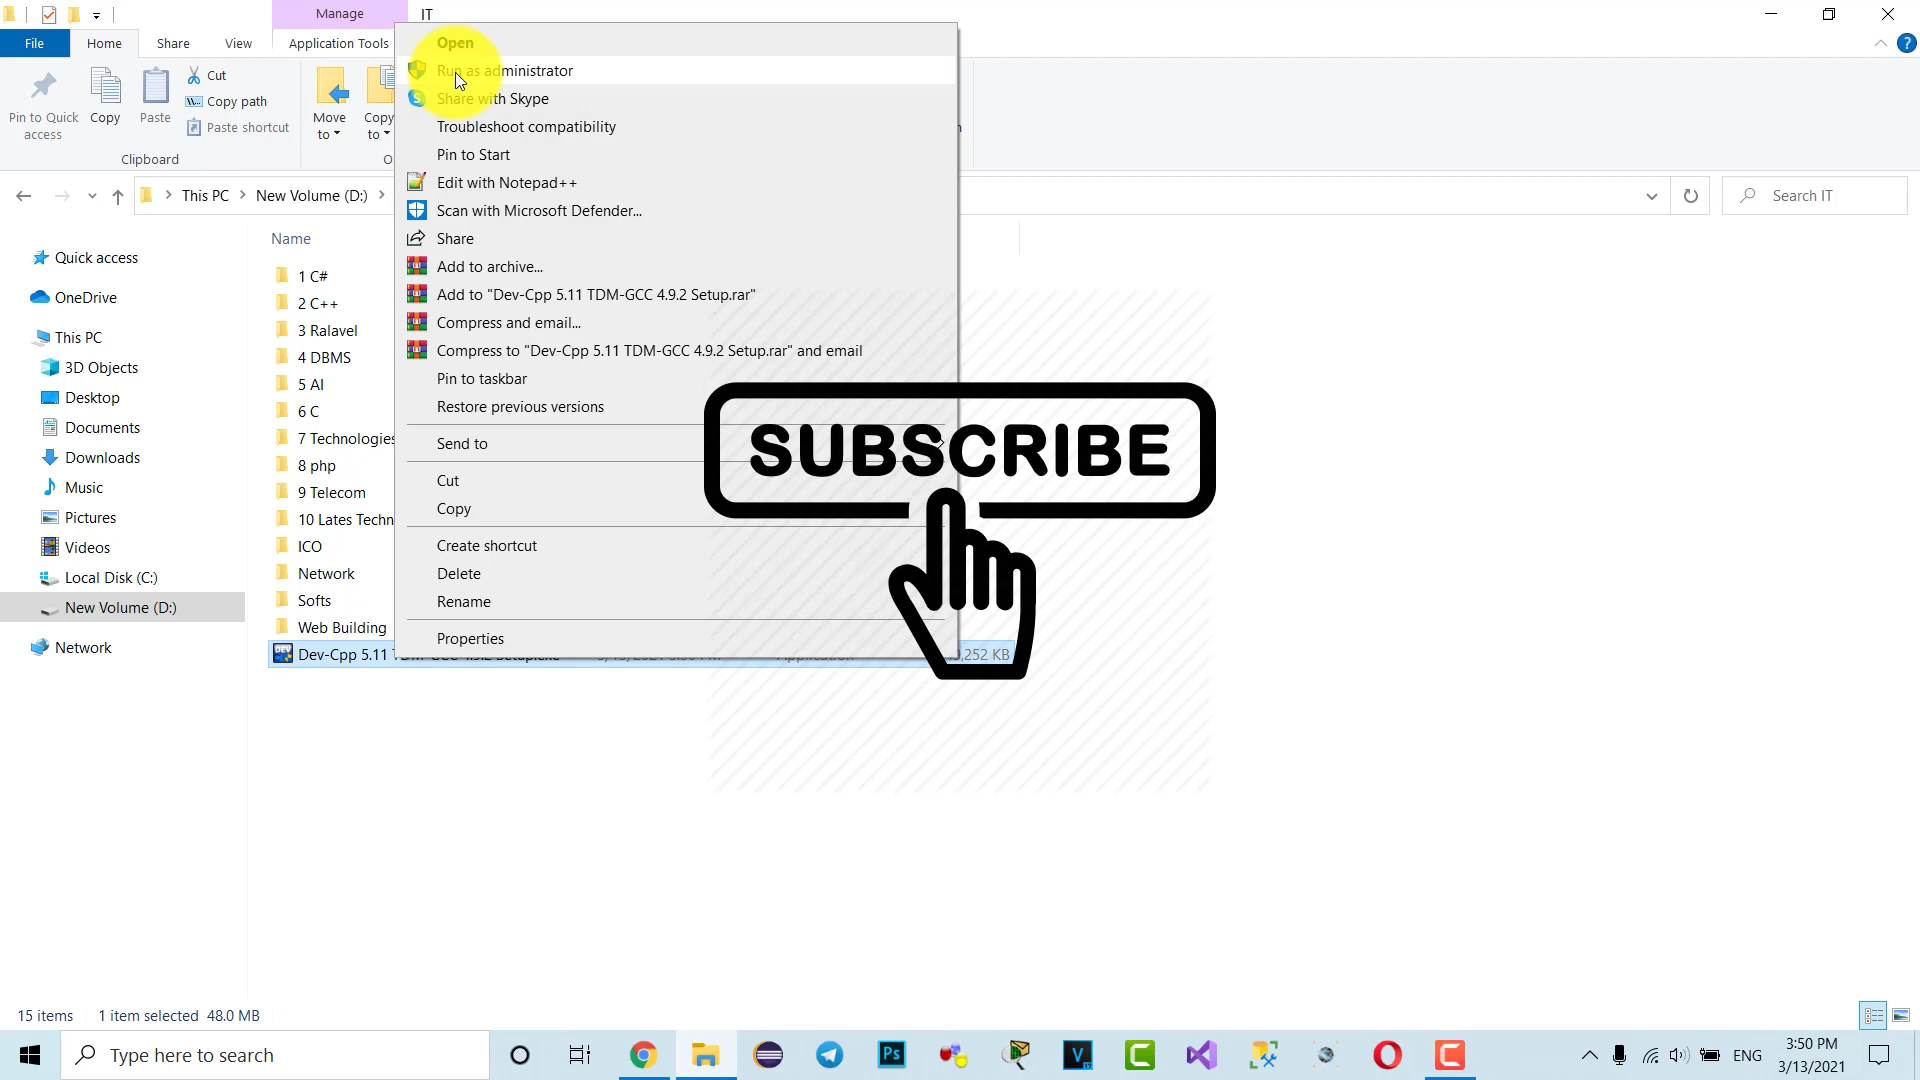 Manage
IT
File
Home
Share
View
Application Tools
Pin to Quick
access
Copy
Paste
Cut
Copy path
Paste shortcut
Clipboard
Move
to
Copy
to
This PC
New Volume (D:)
Search IT
Quick access
OneDrive
This PC
3D Objects
Desktop
Documents
Downloads
Music
Pictures
Videos
Local Disk (C:)
New Volume (D:)
Network
Name
1 C#
2 C++
3 Ralavel
4 DBMS
5 AI
6 C
7 Technologies
8 php
9 Telecom
10 Lates Techn
ICO
Network
Softs
Web Building
Dev-Cpp 5.11
Open
Run as administrator
Share with Skype
Troubleshoot compatibility
Pin to Start
Edit with Notepad++
Scan with Microsoft Defender...
Share
Add to archive...
Add to "Dev-Cpp 5.11 TDM-GCC 4.9.2 Setup.rar"
Compress and email...
Compress to "Dev-Cpp 5.11 TDM-GCC 4.9.2 Setup.rar" and email
Pin to taskbar
Restore previous versions
Send to
Cut
Copy
Create shortcut
Delete
Rename
Properties
SUBSCRIBE
15 items
1 item selected 48.0 MB
Type here to search
Ps
ENG
3:50 PM
3/13/2021